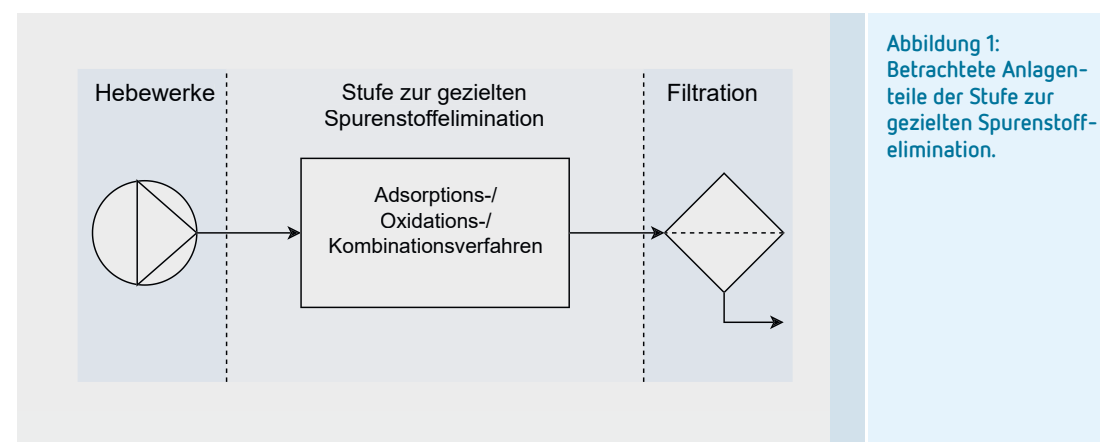 Hebewerke
Stufe zur gezielten
Spurenstoffelimination
Filtration
Adsorptions-/
Oxidations-/
Kombinationsverfahren
Abbildung 1:
Betrachtete Anlagen-
teile der Stufe zur
gezielten Spurenstoff-
elimination.